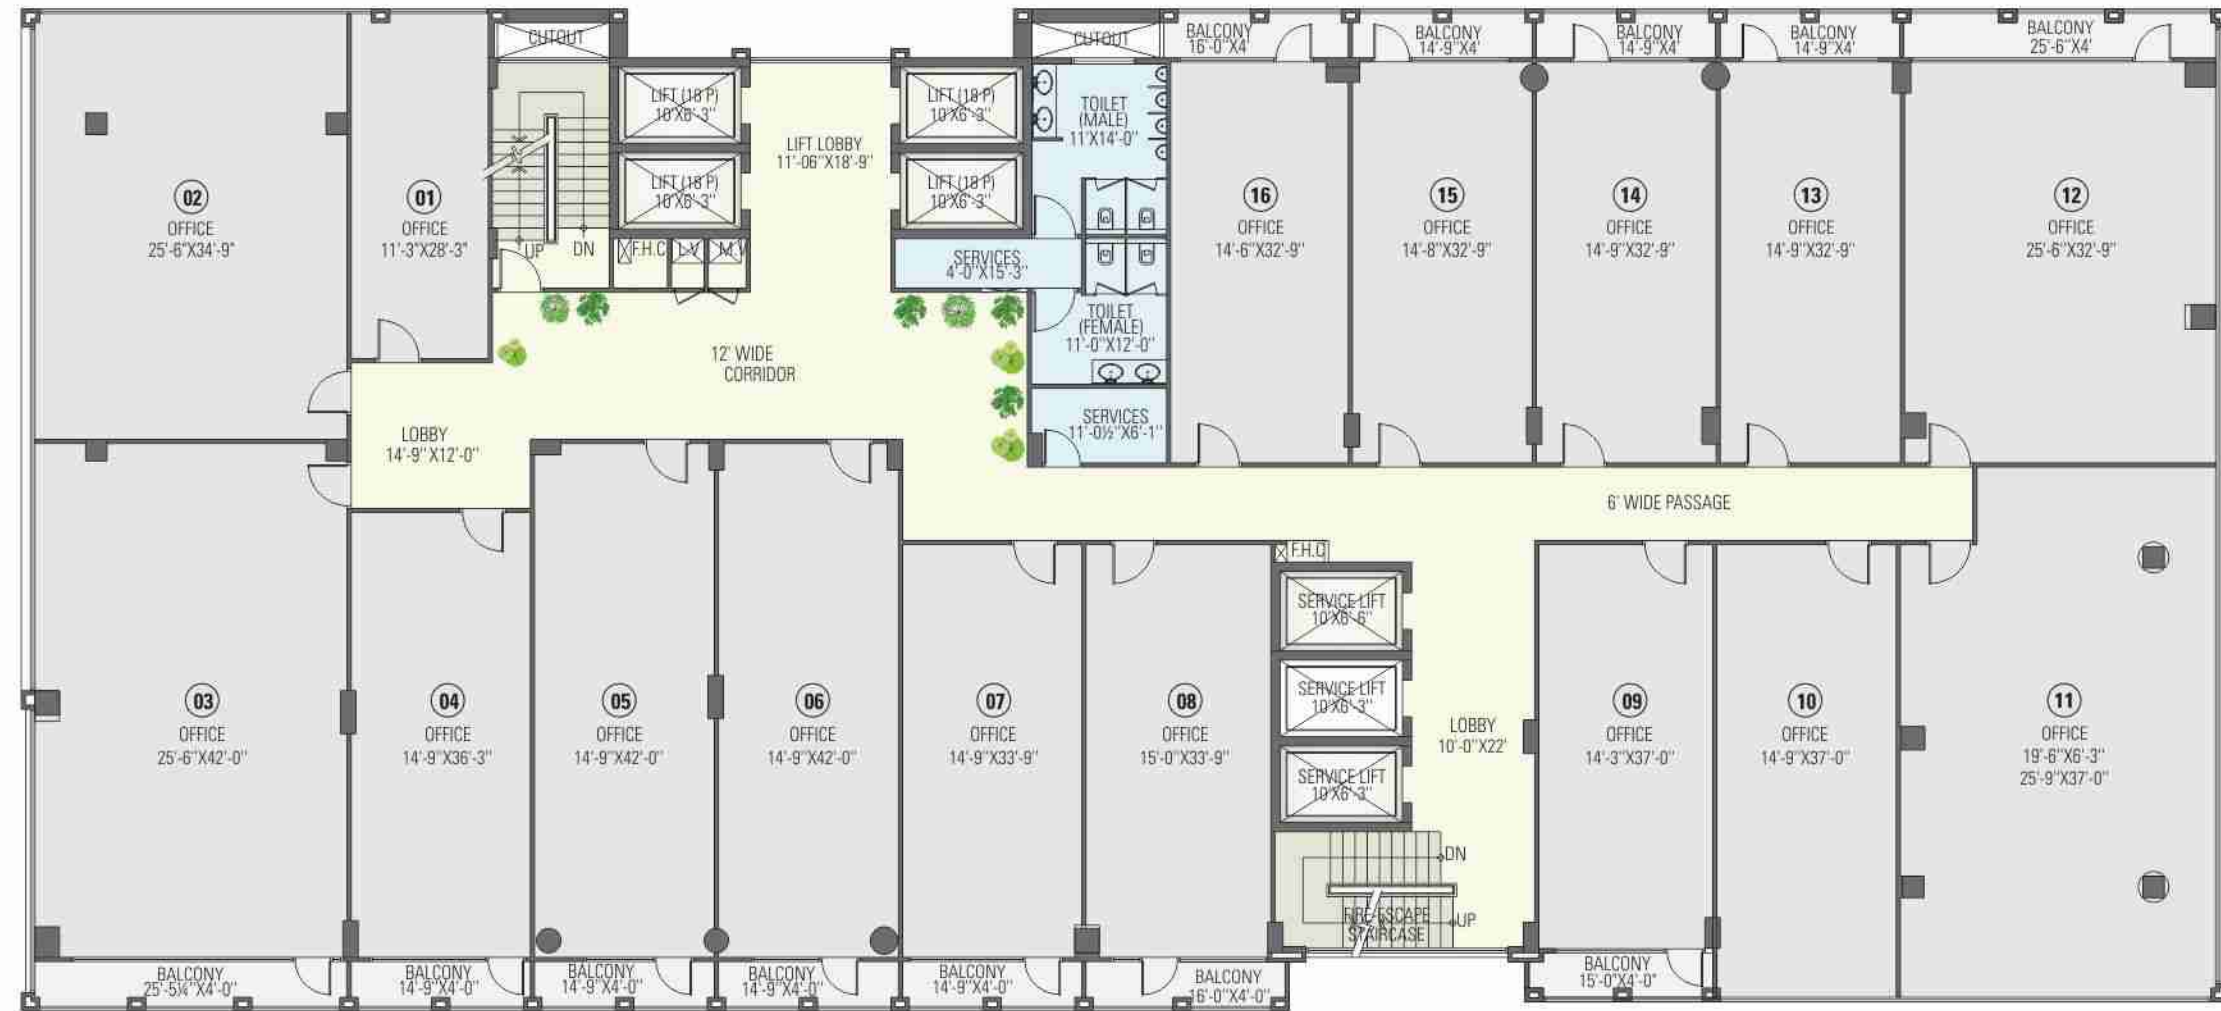 CUTOUT
CUTOUT
BALCONY
16'-0"X4'
BALCONY
14'-9"X4'
BALCONY
14'-9"X4'
BALCONY
14'-9"X4'
BALCONY
25'-6"X4'
02
OFFICE
25'-6"X34'-9"
01
OFFICE
11'-3"X28'-3"
UP
DN
LIFT (18 P)
10'X6'-3"
LIFT (18 P)
10'X6'-3"
F.H.C
L.V
M.V
LIFT LOBBY
11'-06"X18'-9"
LIFT (18 P)
10'X6'-3"
LIFT (18 P)
10'X6'-3"
TOILET
(MALE)
11'X14'-0"
SERVICES
4'-0"X15'-3"
TOILET
(FEMALE)
11'-0"X12'-0"
SERVICES
11'-0½"X6'-1"
16
OFFICE
14'-6"X32'-9"
15
OFFICE
14'-8"X32'-9"
14
OFFICE
14'-9"X32'-9"
13
OFFICE
14'-9"X32'-9"
12
OFFICE
25'-6"X32'-9"
12' WIDE
CORRIDOR
LOBBY
14'-9"X12'-0"
6' WIDE PASSAGE
03
OFFICE
25'-6"X42'-0"
04
OFFICE
14'-9"X36'-3"
05
OFFICE
14'-9"X42'-0"
06
OFFICE
14'-9"X42'-0"
07
OFFICE
14'-9"X33'-9"
08
OFFICE
15'-0"X33'-9"
F.H.C
SERVICE LIFT
10'X6'-6"
SERVICE LIFT
10'X6'-3"
SERVICE LIFT
10'X6'-3"
LOBBY
10'-0"X22'
DN
UP
FIRE-ESCAPE
STAIRCASE
09
OFFICE
14'-3"X37'-0"
10
OFFICE
14'-9"X37'-0"
11
OFFICE
19'-6"X6'-3"
25'-9"X37'-0"
BALCONY
25'-5¼"X4'-0"
BALCONY
14'-9"X4'-0"
BALCONY
14'-9"X4'-0"
BALCONY
14'-9"X4'-0"
BALCONY
14'-9"X4'-0"
BALCONY
16'-0"X4'-0"
BALCONY
15'-0"X4'-0"